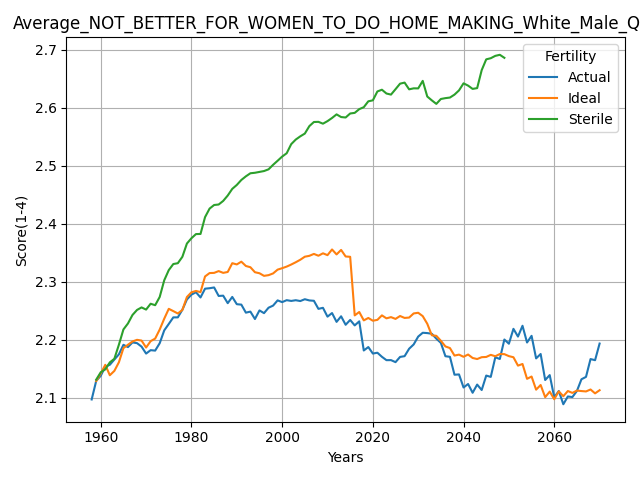 Average_NOT_BETTER_FOR_WOMEN_TO_DO_HOME_MAKING_White_Male_Q
2.7
2.6
2.5
2.4
2.3
2.2
2.1
Score(1-4)
Fertility
Actual
Ideal
Sterile
1960 1980 2000 2020 2040 2060
Years